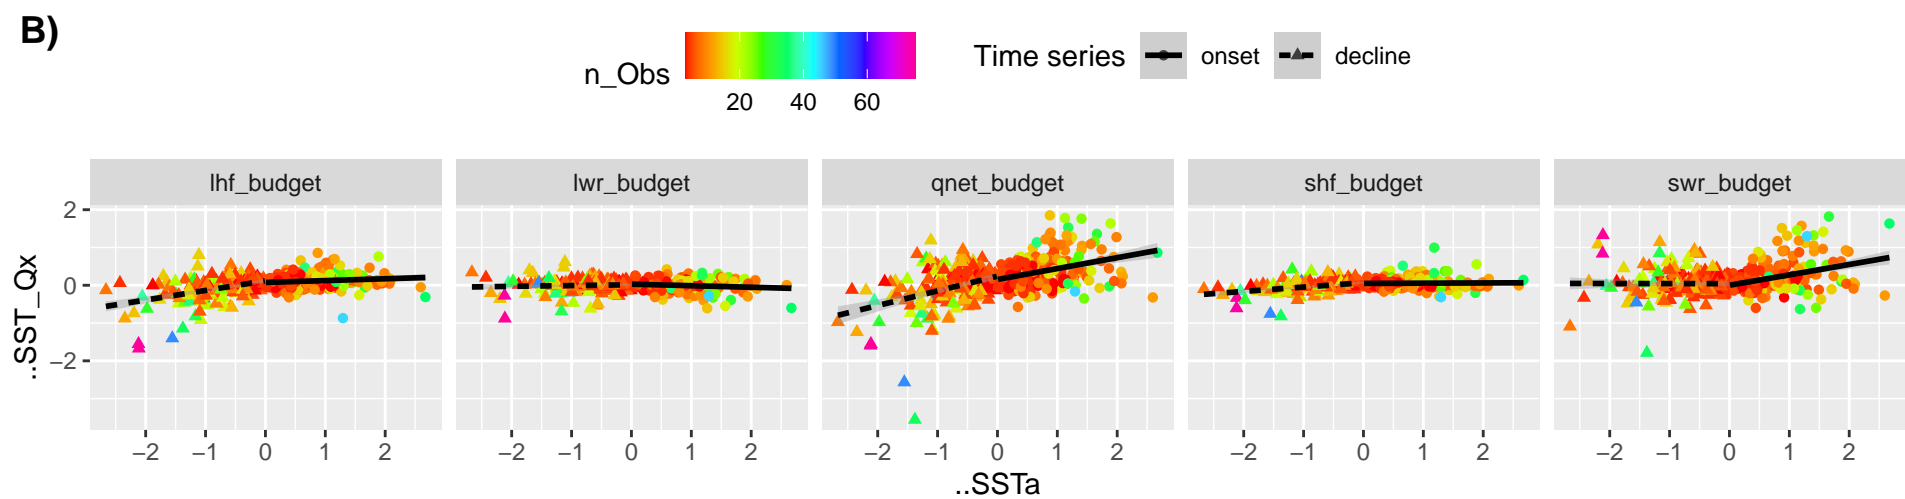 B)
n_Obs
20 40 60
Time series onset decline
lhf_budget lwr_budget qnet_budget shf_budget swr_budget
2
0
−2
..SST_Qx
−2 −1 0 1 2 −2 −1 0 1 2 −2 −1 0 1 2 −2 −1 0 1 2 −2 −1 0 1 2
..SSTa